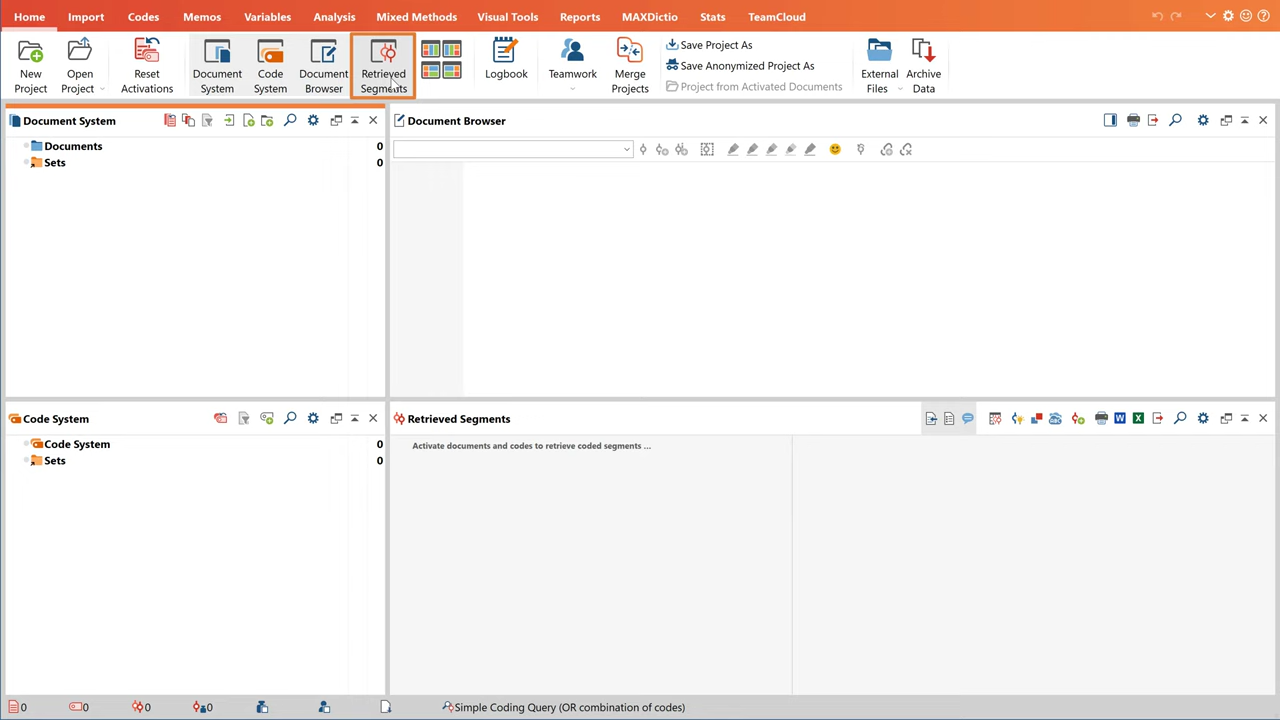 Home Import Codes Memos Variables Analysis Mixed Methods Visual Tools Reports MAXDictio Stats TeamCloud
New Project
Open Project
Reset Activations
Document System
Code System
Document Browser
Retrieved Segments
Logbook
Teamwork
Merge Projects
Save Project As
Save Anonymized Project As
Project from Activated Documents
External Files
Archive Data
Document System
Documents 0
Sets 0
Document Browser
Code System
Code System 0
Sets 0
Retrieved Segments
Activate documents and codes to retrieve coded segments ...
0 0 0 0
Simple Coding Query (OR combination of codes)